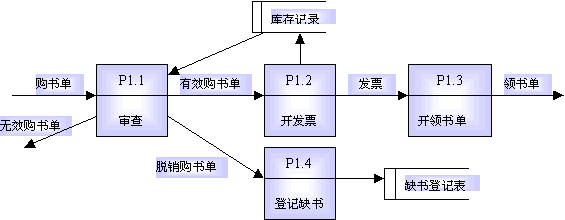 库存记录
购书单
P1.1
审查
有效购书单
P1.2
开发票
发票
P1.3
开领书单
领书单
无效购书单
脱销购书单
P1.4
登记缺书
缺书登记表